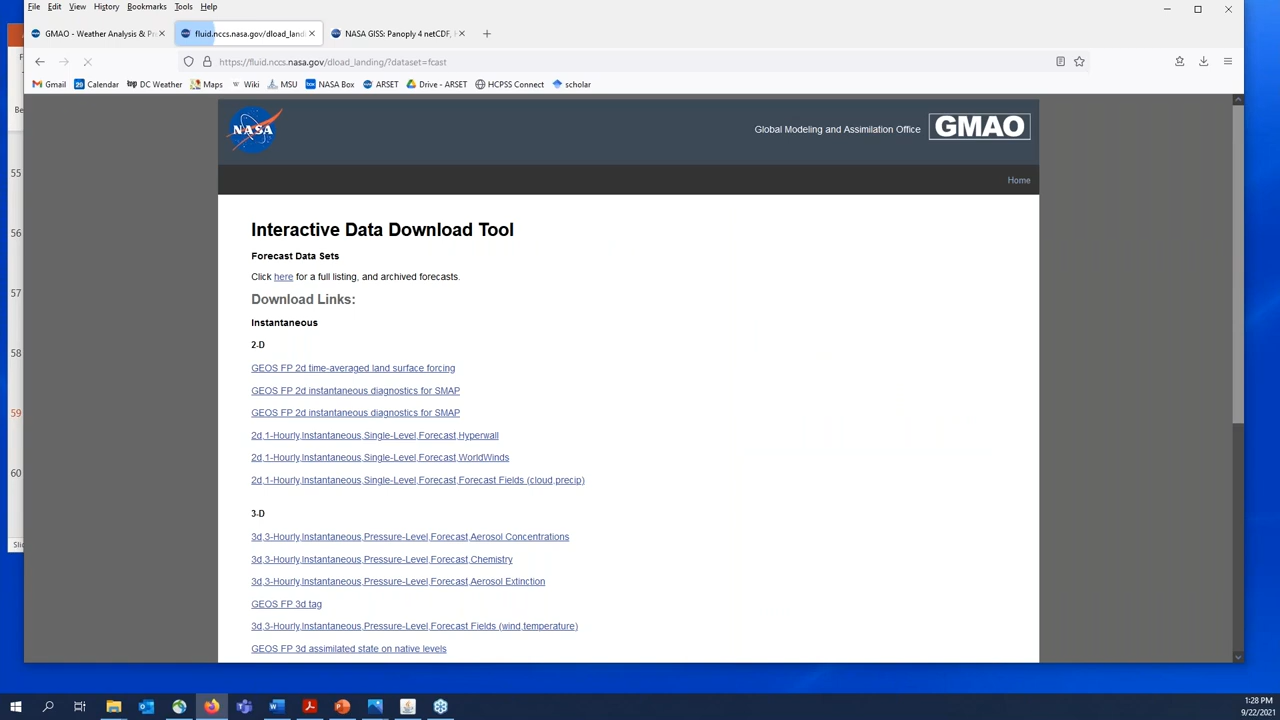 File Edit View History Bookmarks Tools Help
GMAO - Weather Analysis & Pr
fluid.nccs.nasa.gov/dload_land
NASA GISS: Panoply 4 netCDF,
https://fluid.nccs.nasa.gov/dload_landing/?dataset=fcast
Gmail Calendar DC Weather Maps Wiki MSU NASA Box ARSET Drive - ARSET HCPSS Connect scholar
NASA
Global Modeling and Assimilation Office GMAO
Home
Interactive Data Download Tool
Forecast Data Sets
Click here for a full listing, and archived forecasts.
Download Links:
Instantaneous
2-D
GEOS FP 2d time-averaged land surface forcing
GEOS FP 2d instantaneous diagnostics for SMAP
GEOS FP 2d instantaneous diagnostics for SMAP
2d,1-Hourly,Instantaneous,Single-Level,Forecast,Hyperwall
2d,1-Hourly,Instantaneous,Single-Level,Forecast,WorldWinds
2d,1-Hourly,Instantaneous,Single-Level,Forecast,Forecast Fields (cloud,precip)
3-D
3d,3-Hourly,Instantaneous,Pressure-Level,Forecast,Aerosol Concentrations
3d,3-Hourly,Instantaneous,Pressure-Level,Forecast,Chemistry
3d,3-Hourly,Instantaneous,Pressure-Level,Forecast,Aerosol Extinction
GEOS FP 3d tag
3d,3-Hourly,Instantaneous,Pressure-Level,Forecast Fields (wind,temperature)
GEOS FP 3d assimilated state on native levels
55
56
57
58
59
60
1:28 PM
9/22/2021